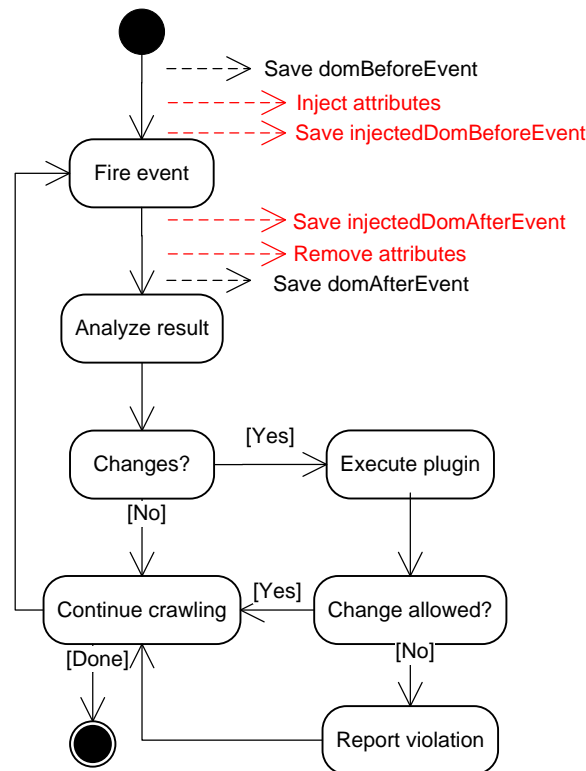 Save domBeforeEvent
Inject attributes
Save injectedDomBeforeEvent
Fire event
Save injectedDomAfterEvent
Remove attributes
Save domAfterEvent
Analyze result
[Yes]
Changes?
Execute plugin
[No]
[Yes]
Continue crawling
Change allowed?
[Done]
[No]
Report violation